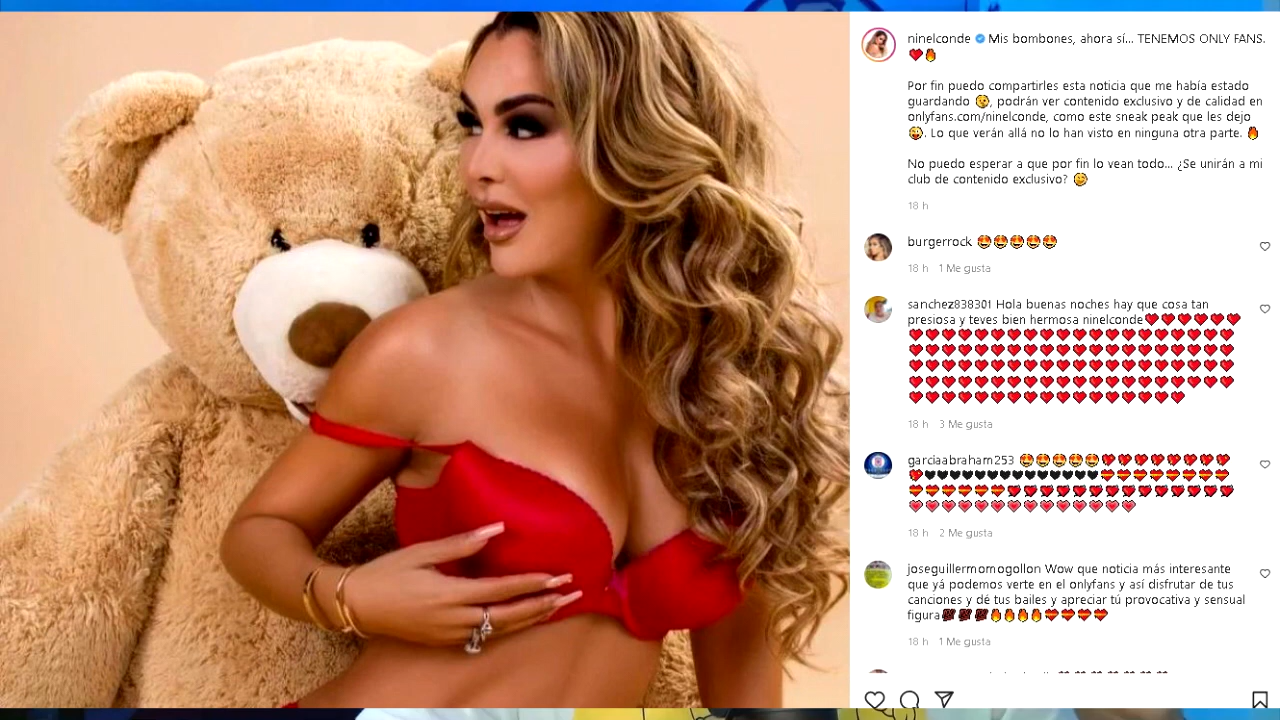 ninelconde Mis bombones, ahora sí... TENEMOS ONLY FANS.
❤️🔥
Por fin puedo compartirles esta noticia que me había estado
guardando 😘, podrán ver contenido exclusivo y de calidad en
onlyfans.com/ninelconde, como este sneak peak que les dejo
😜. Lo que verán allá no lo han visto en ninguna otra parte. 🔥
No puedo esperar a que por fin lo vean todo... ¿Se unirán a mi
club de contenido exclusivo? 😊
18 h
burgerrock 😍😍😍😍😍
18 h 1 Me gusta
sanchez838301 Hola buenas noches hay que cosa tan
presiosa y teves bien hermosa ninelconde
18 h 3 Me gusta
garciaabraham253
18 h 2 Me gusta
joseguillermomogollon Wow que noticia más interesante
que yá podemos verte en el onlyfans y así disfrutar de tus
canciones y dé tus bailes y apreciar tú provocativa y sensual
figura
18 h 1 Me gusta